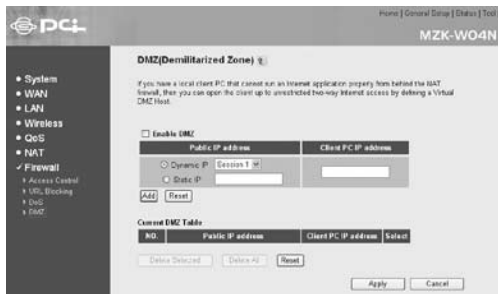 Home | General Setup | Status | Tool
PCI
MZK-W04N
System
WAN
LAN
Wireless
QoS
NAT
Firewall
Access Control
URL Blocking
DoS
DMZ
DMZ(Demilitarized Zone)
If you have a local client PC that cannot run an Internet application properly from behind the NAT
firewall, then you can open the client up to unrestricted two-way Internet access by defining a Virtual
DMZ Host.
Enable DMZ
Public IP address Client PC IP address
Dynamic IP Session 1
Static IP
Add Reset
Current DMZ Table
NO. Public IP address Client PC IP address Select
Delete Selected Delete All Reset
Apply Cancel